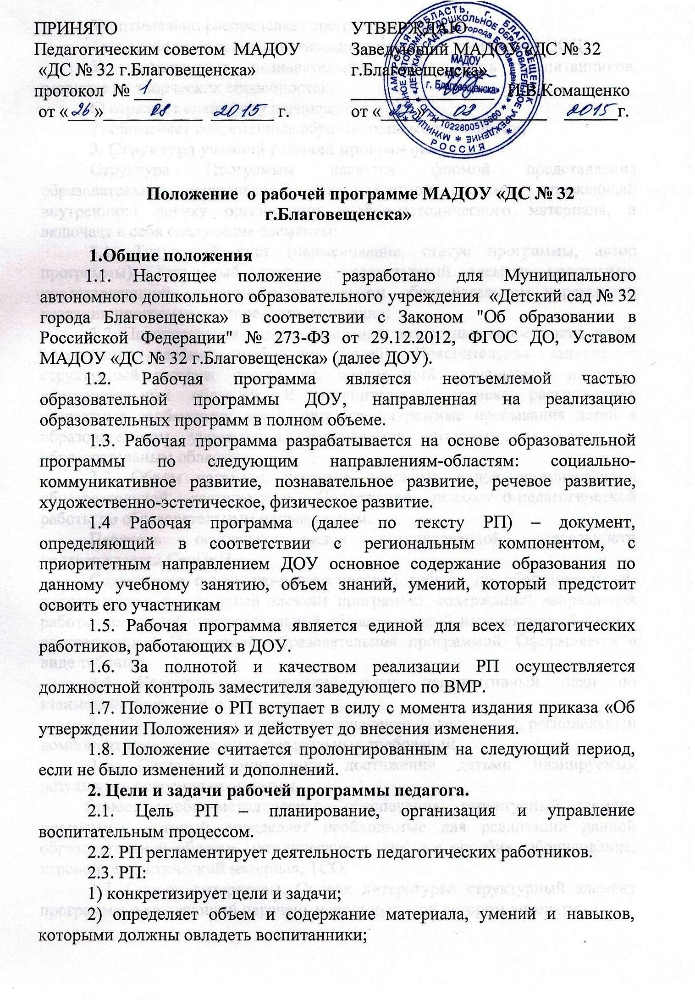 ПРИНЯТО
Педагогическим советом МАДОУ
«ДС № 32 г.Благовещенска»
протокол № 1
от «26» 08 2015 г.
УТВЕРЖДАЮ
Заведующий МАДОУ «ДС № 32
г.Благовещенска»
И.В.Комащенко
от « » 08 2015 г.
АМУРСКАЯ ОБЛАСТЬ, г. БЛАГОВЕЩЕНСК
РОССИЯ
МУНИЦИПАЛЬНОЕ АВТОНОМНОЕ ДОШКОЛЬНОЕ ОБРАЗОВАТЕЛЬНОЕ УЧРЕЖДЕНИЕ
«ДЕТСКИЙ САД № 32 города Благовещенска»
МАДОУ
г. Благовещенска»
Положение о рабочей программе МАДОУ «ДС № 32
г.Благовещенска»
1.Общие положения
1.1. Настоящее положение разработано для Муниципального
автономного дошкольного образовательного учреждения «Детский сад № 32
города Благовещенска» в соответствии с Законом "Об образовании в
Российской Федерации" № 273-ФЗ от 29.12.2012, ФГОС ДО, Уставом
МАДОУ «ДС № 32 г.Благовещенска» (далее ДОУ).
1.2. Рабочая программа является неотъемлемой частью
образовательной программы ДОУ, направленная на реализацию
образовательных программ в полном объеме.
1.3. Рабочая программа разрабатывается на основе образовательной
программы по следующим направлениям-областям: социально-
коммуникативное развитие, познавательное развитие, речевое развитие,
художественно-эстетическое, физическое развитие.
1.4 Рабочая программа (далее по тексту РП) – документ,
определяющий в соответствии с региональным компонентом, с
приоритетным направлением ДОУ основное содержание образования по
данному учебному занятию, объем знаний, умений, который предстоит
освоить его участникам
1.5. Рабочая программа является единой для всех педагогических
работников, работающих в ДОУ.
1.6. За полнотой и качеством реализации РП осуществляется
должностной контроль заместителя заведующего по ВМР.
1.7. Положение о РП вступает в силу с момента издания приказа «Об
утверждении Положения» и действует до внесения изменения.
1.8. Положение считается пролонгированным на следующий период,
если не было изменений и дополнений.
2. Цели и задачи рабочей программы педагога.
2.1. Цель РП – планирование, организация и управление
воспитательным процессом.
2.2. РП регламентирует деятельность педагогических работников.
2.3. РП:
1) конкретизирует цели и задачи;
2) определяет объем и содержание материала, умений и навыков,
которыми должны овладеть воспитанники;